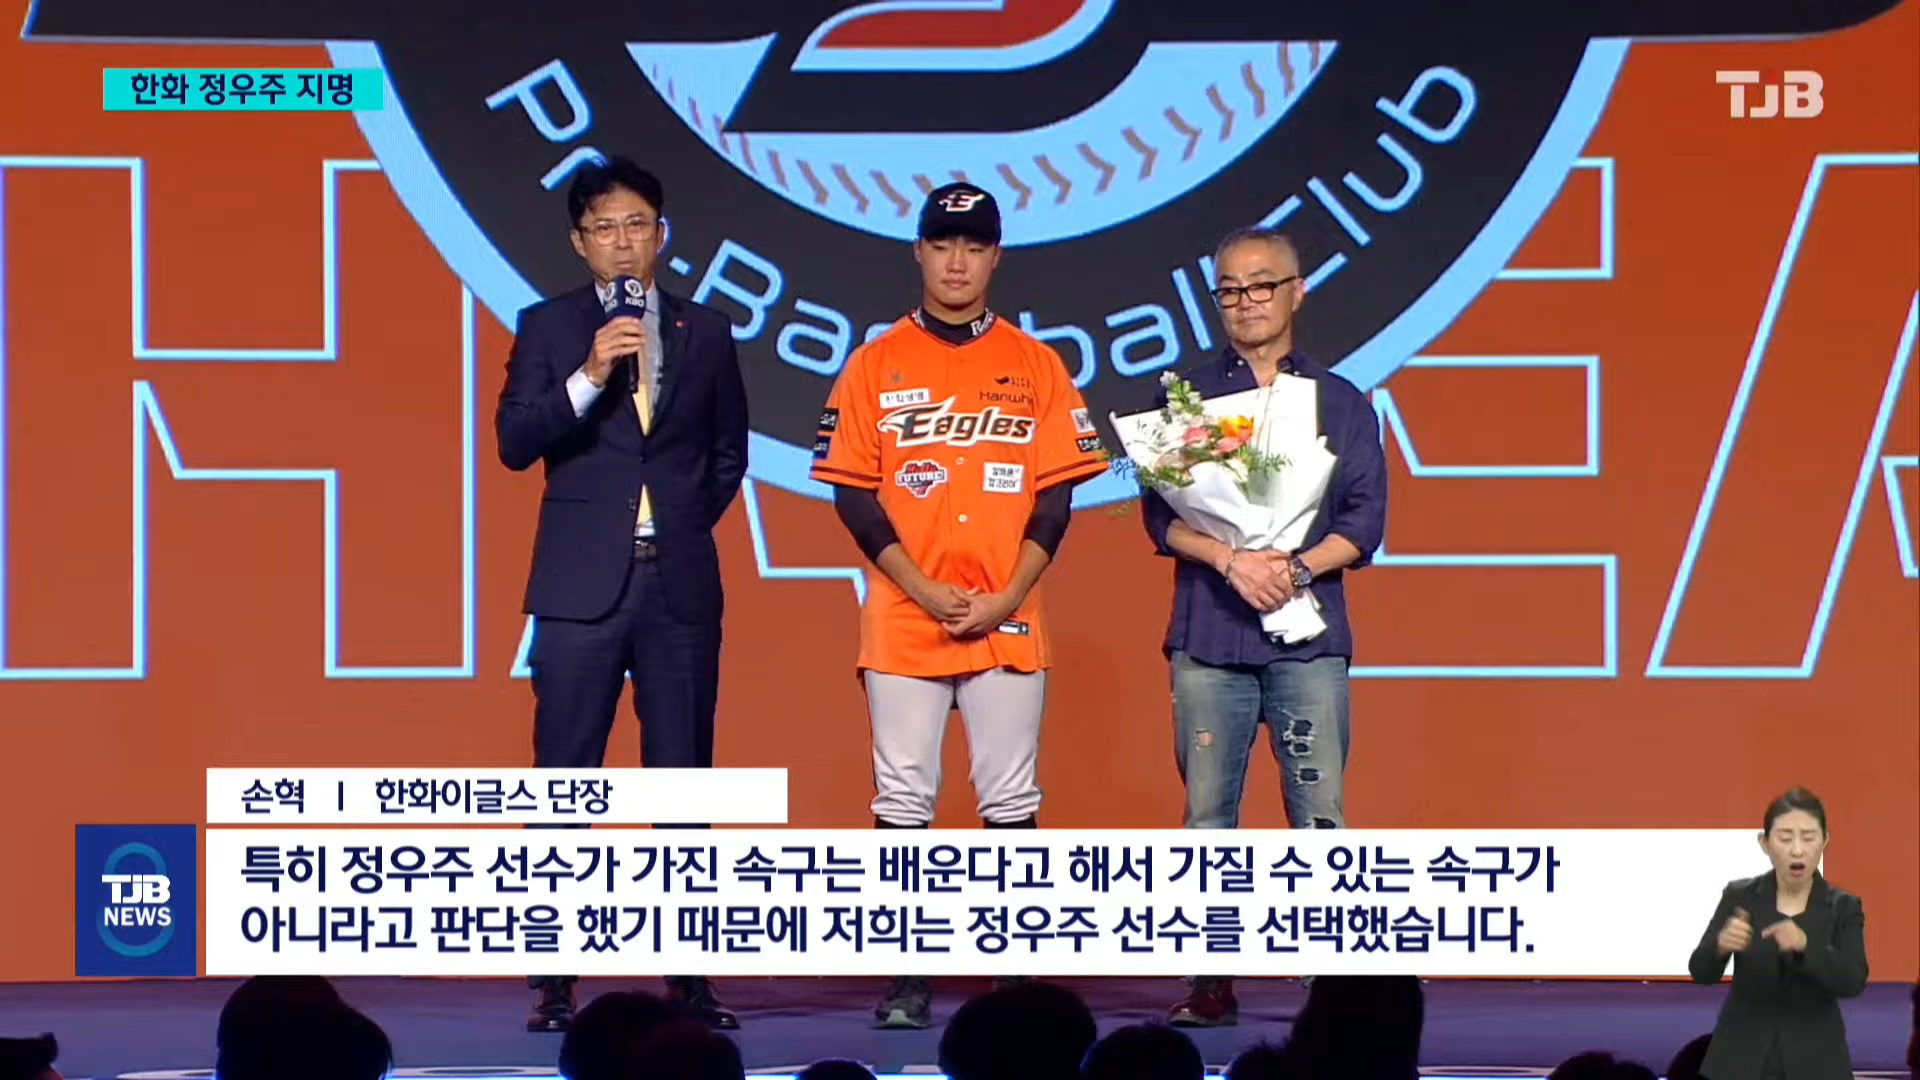 한화 정우주 지명
TJB
Pro-Baseball Club
KBO
Hanwha
Eagles
손혁 | 한화이글스 단장
특히 정우주 선수가 가진 속구는 배운다고 해서 가질 수 있는 속구가
아니라고 판단을 했기 때문에 저희는 정우주 선수를 선택했습니다.
TJB
NEWS